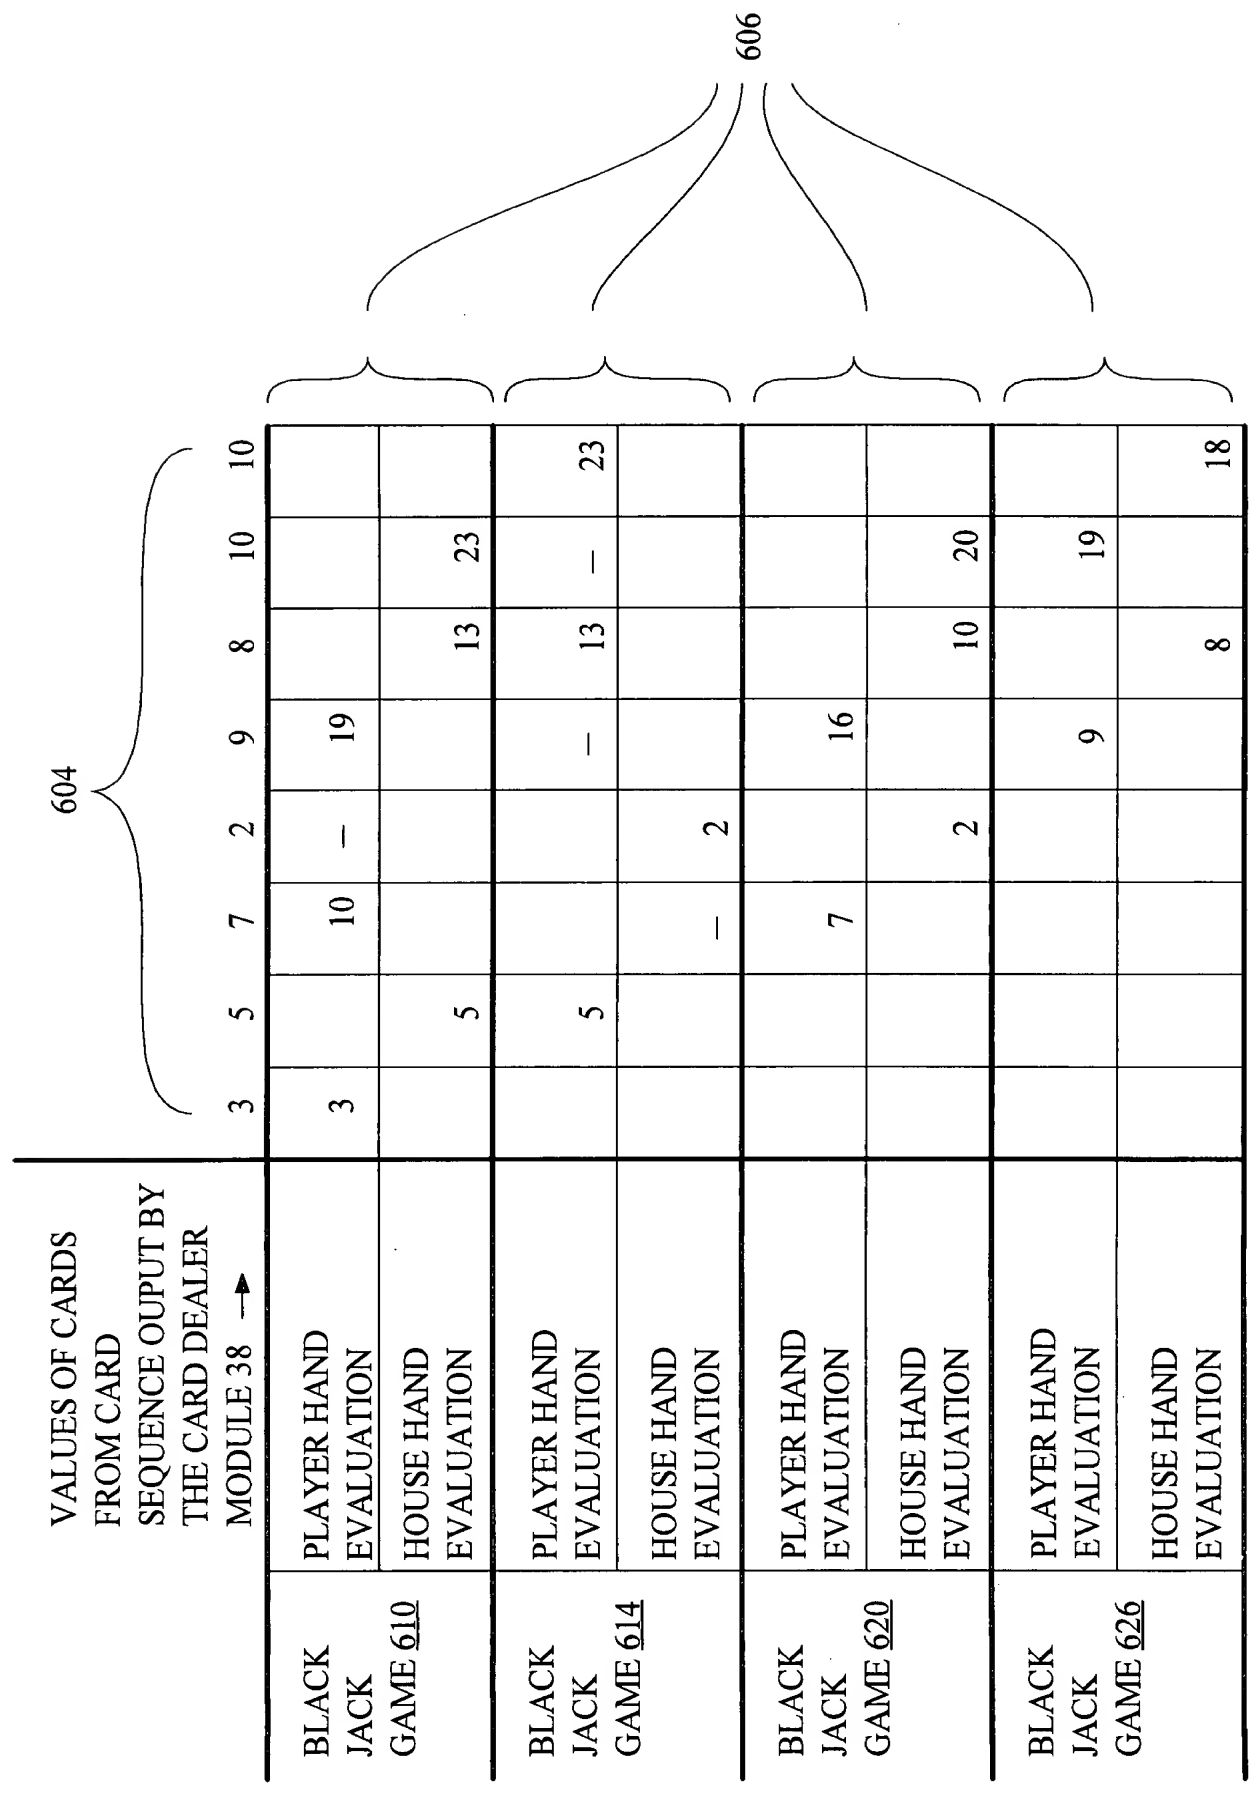 604
606
VALUES OF CARDS
FROM CARD
SEQUENCE OUPUT BY
THE CARD DEALER
MODULE 38 → 3 5 7 2 9 8 10 10
BLACK
JACK
GAME 610
PLAYER HAND
EVALUATION 3 10 – 19
HOUSE HAND
EVALUATION 5 13 23
BLACK
JACK
GAME 614
PLAYER HAND
EVALUATION 5 – 13 – 23
HOUSE HAND
EVALUATION – 2
BLACK
JACK
GAME 620
PLAYER HAND
EVALUATION 7 16
HOUSE HAND
EVALUATION 2 10 20
BLACK
JACK
GAME 626
PLAYER HAND
EVALUATION 9 19
HOUSE HAND
EVALUATION 8 18